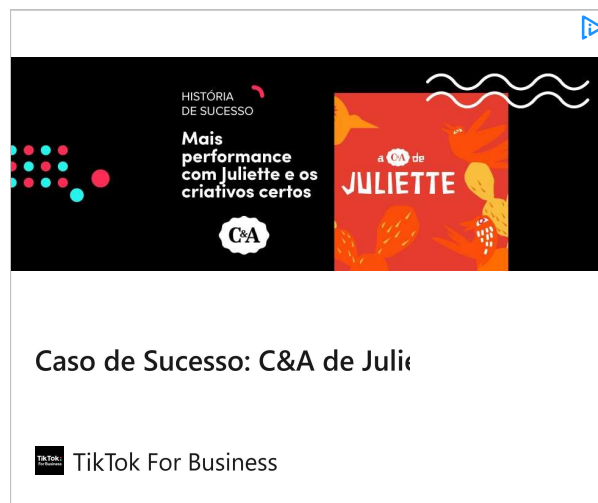 HISTÓRIA
DE SUCESSO
Mais
performance
com Juliette e os
criativos certos
C&A
a C&A de
JULIETTE
Caso de Sucesso: C&A de Julie
TikTok:
For Business
TikTok For Business